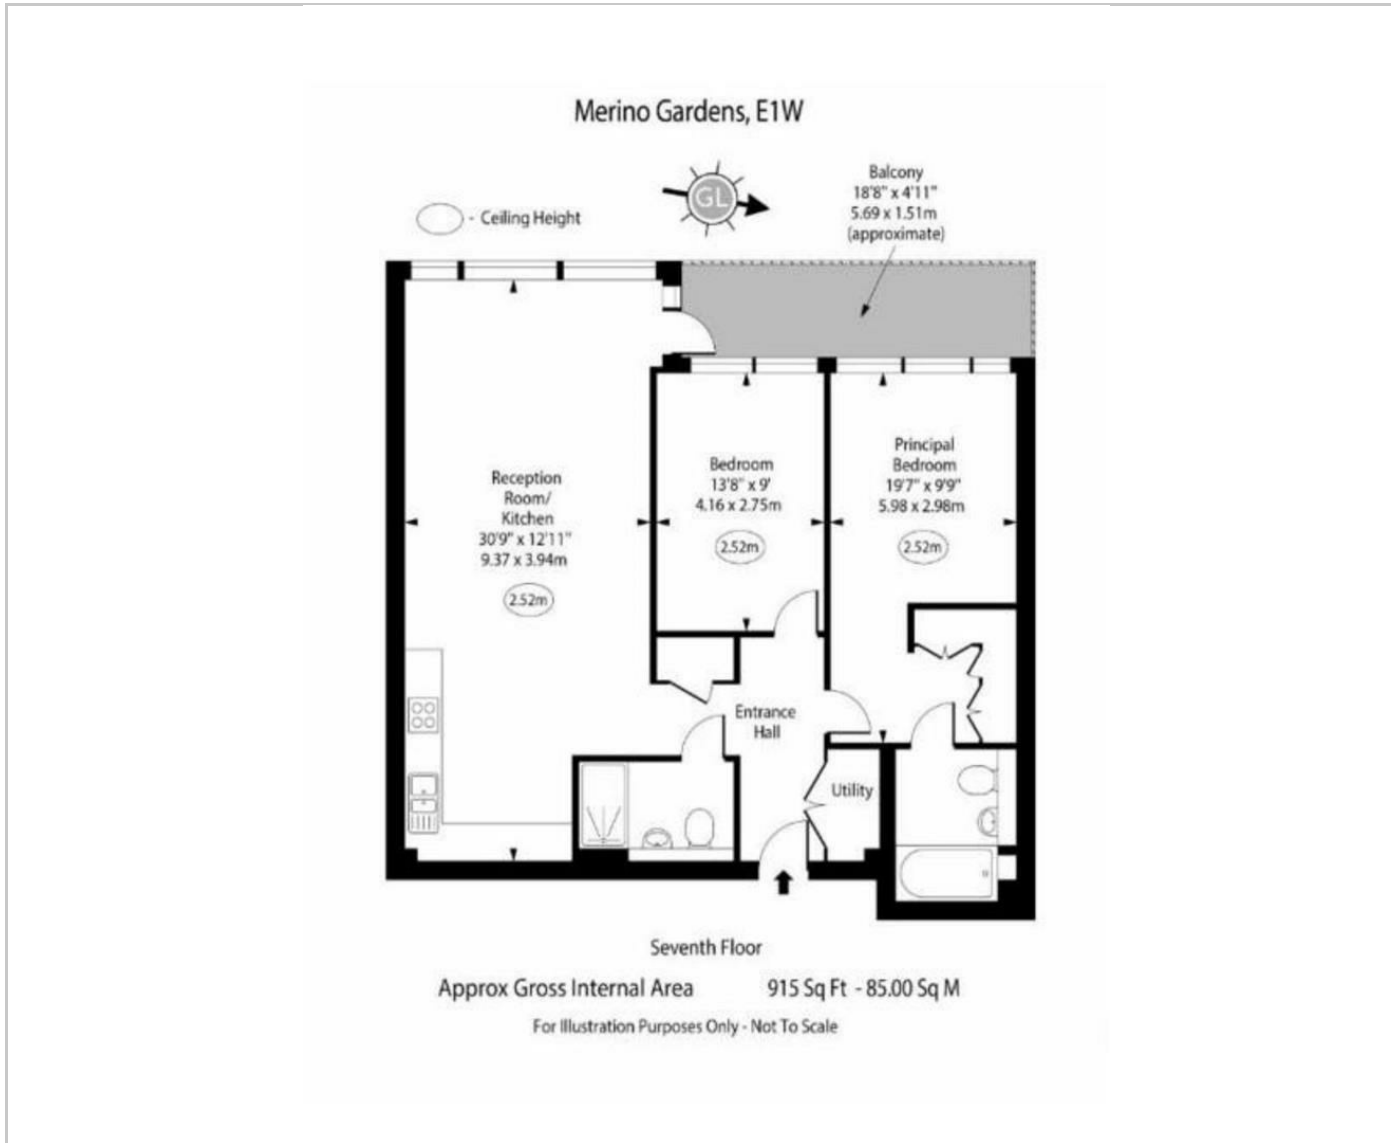 Merino Gardens, E1W
GL
- Ceiling Height
Balcony
18'8" x 4'11"
5.69 x 1.51m
(approximate)
Reception
Room/
Kitchen
30'9" x 12'11"
9.37 x 3.94m
2.52m
Bedroom
13'8" x 9'
4.16 x 2.75m
2.52m
Principal
Bedroom
19'7" x 9'9"
5.98 x 2.98m
2.52m
Entrance
Hall
Utility
Seventh Floor
Approx Gross Internal Area 915 Sq Ft - 85.00 Sq M
For Illustration Purposes Only - Not To Scale